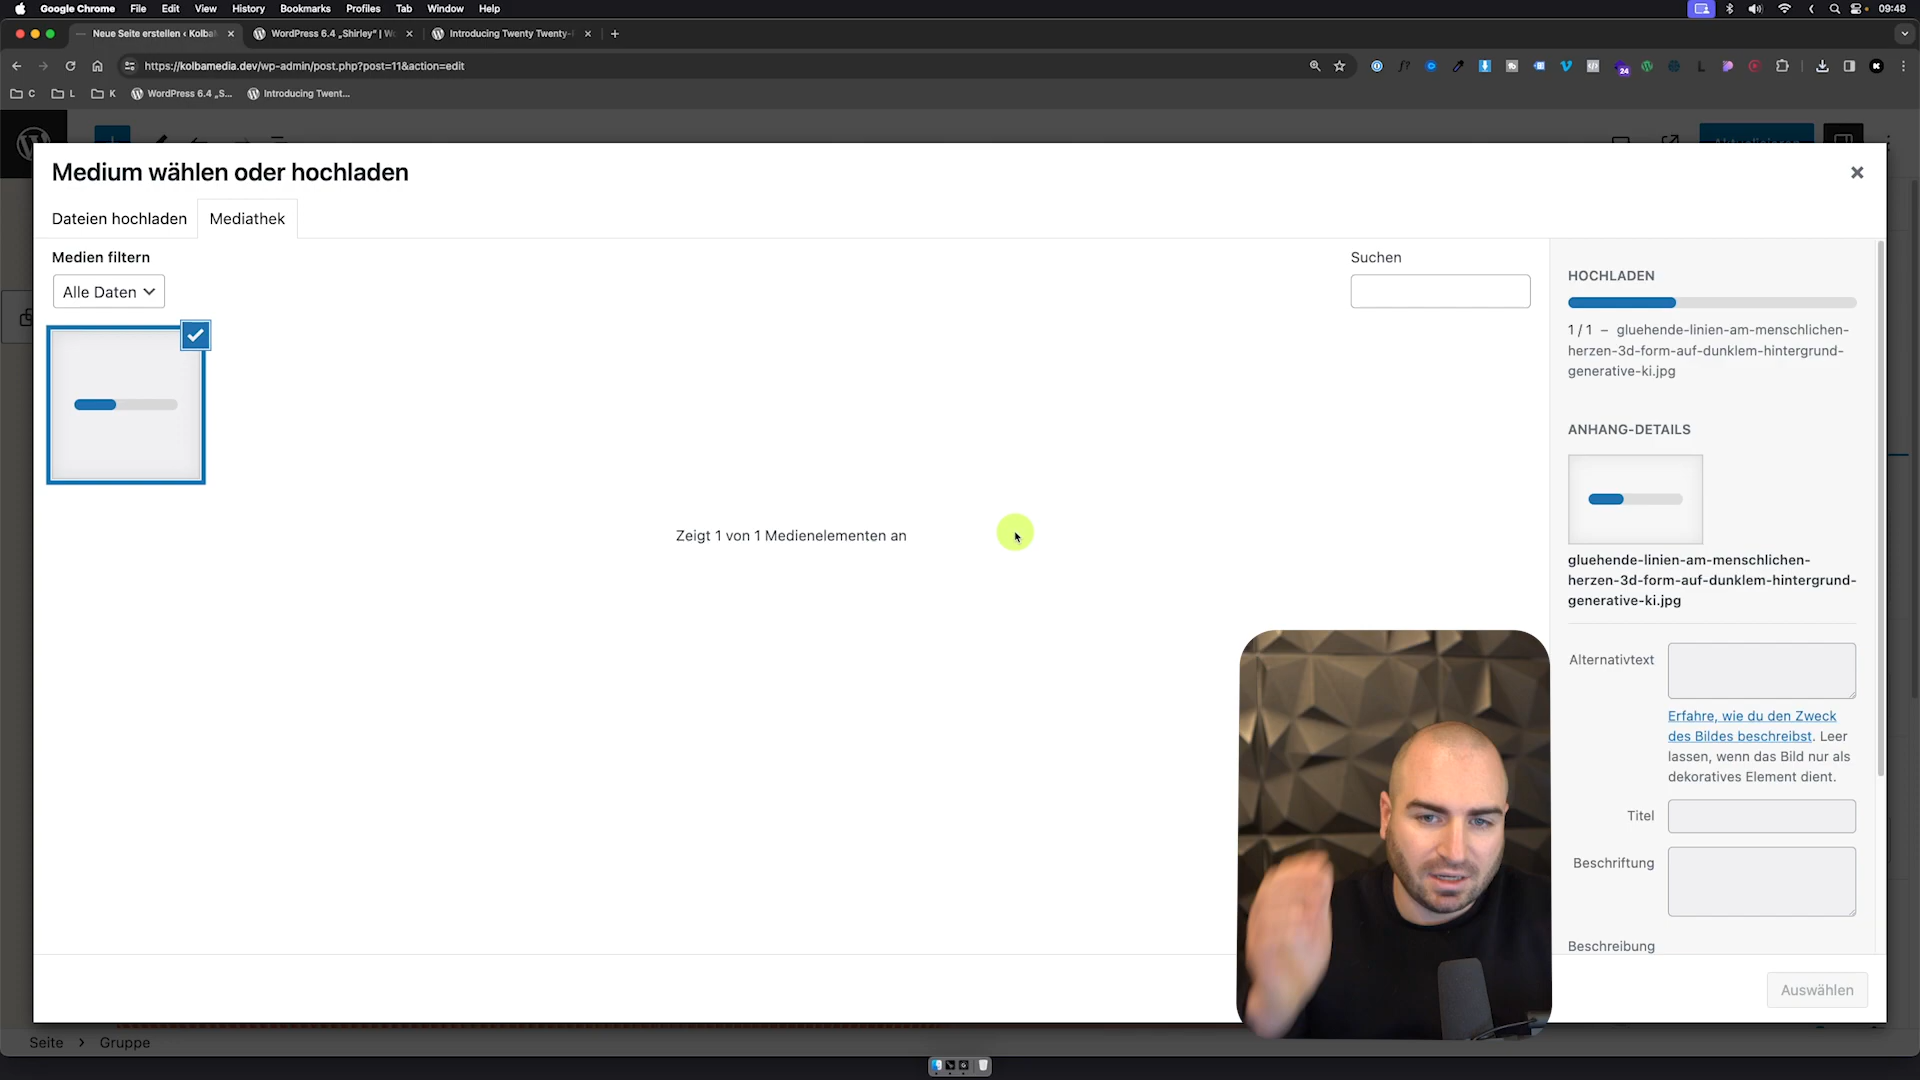 Google Chrome File Edit View History Bookmarks Profiles Tab Window Help 09:48
Neue Seite erstellen ‹ Kolba WordPress 6.4 „Shirley" | W Introducing Twenty Twenty-
https://kolbamedia.dev/wp-admin/post.php?post=11&action=edit
24
C L K WordPress 6.4 „S... Introducing Twent...
Medium wählen oder hochladen
Dateien hochladen Mediathek
Medien filtern
Alle Daten
Suchen
Zeigt 1 von 1 Medienelementen an
HOCHLADEN
1 / 1 – gluehende-linien-am-menschlichen-
herzen-3d-form-auf-dunklem-hintergrund-
generative-ki.jpg
ANHANG-DETAILS
gluehende-linien-am-menschlichen-
herzen-3d-form-auf-dunklem-hintergrund-
generative-ki.jpg
Alternativtext
Erfahre, wie du den Zweck
des Bildes beschreibst. Leer
lassen, wenn das Bild nur als
dekoratives Element dient.
Titel
Beschriftung
Beschreibung
Auswählen
Seite › Gruppe